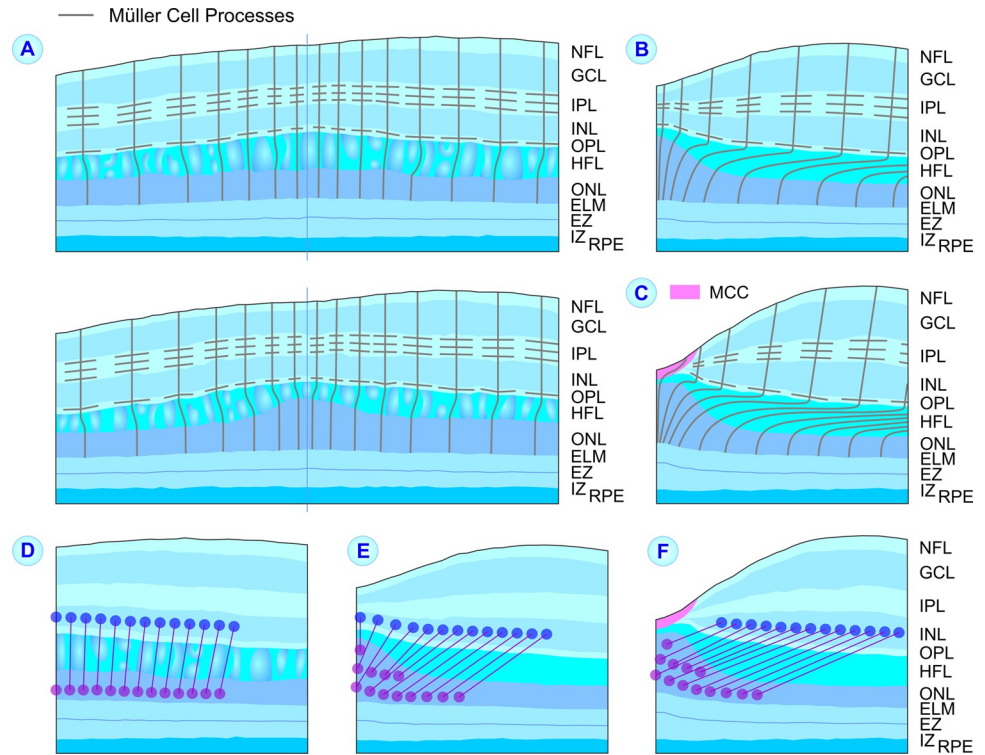 Müller Cell Processes
A
NFL
GCL
IPL
INL
OPL
HFL
ONL
ELM
EZ
IZ RPE
B
NFL
GCL
IPL
INL
OPL
HFL
ONL
ELM
EZ
IZ RPE
NFL
GCL
IPL
INL
OPL
HFL
ONL
ELM
EZ
IZ RPE
C MCC
NFL
GCL
IPL
INL
OPL
HFL
ONL
ELM
EZ
IZ RPE
D
E
F
NFL
GCL
IPL
INL
OPL
HFL
ONL
ELM
EZ
IZ RPE